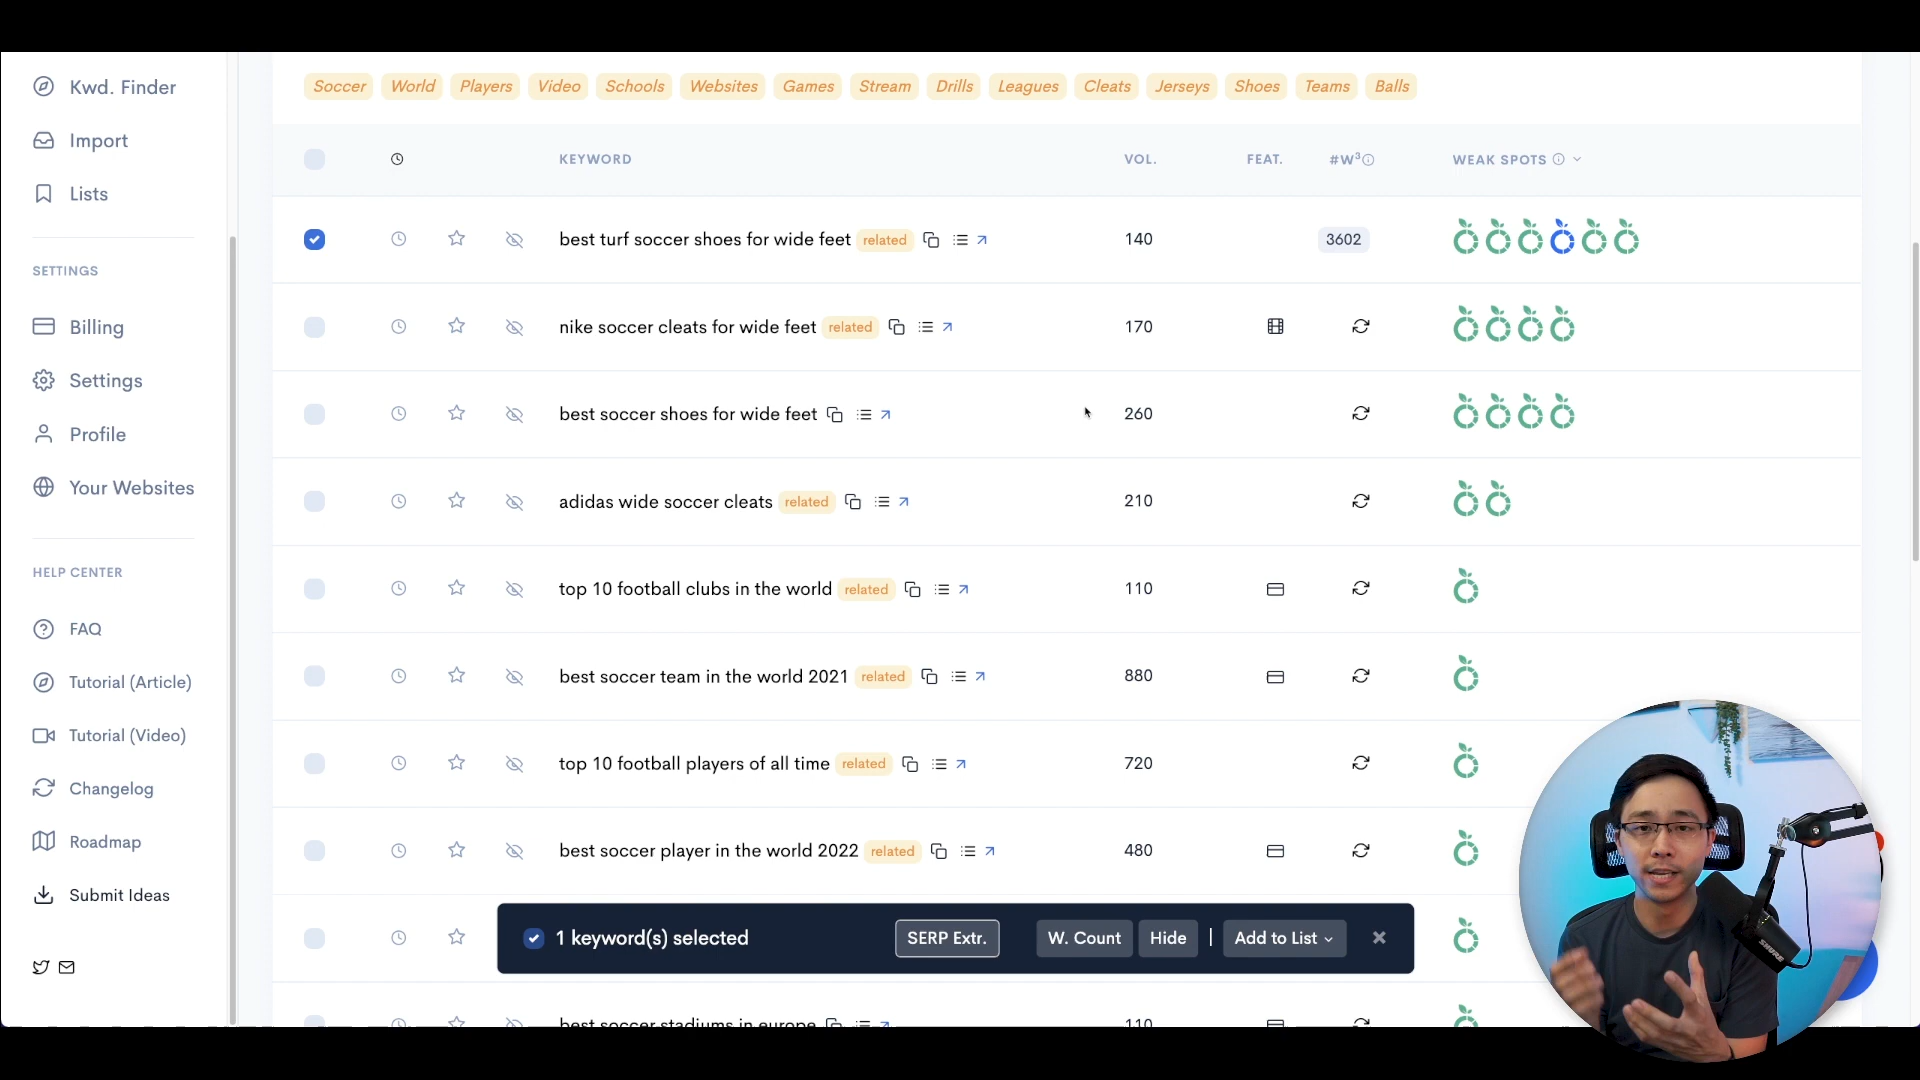 Kwd. Finder
Import
Lists
SETTINGS
Billing
Settings
Profile
Your Websites
HELP CENTER
FAQ
Tutorial (Article)
Tutorial (Video)
Changelog
Roadmap
Submit Ideas
Soccer World Players Video Schools Websites Games Stream Drills Leagues Cleats Jerseys Shoes Teams Balls
KEYWORD VOL. FEAT. #W³ WEAK SPOTS
best turf soccer shoes for wide feet related 140 3602
nike soccer cleats for wide feet related 170
best soccer shoes for wide feet 260
adidas wide soccer cleats related 210
top 10 football clubs in the world related 110
best soccer team in the world 2021 related 880
top 10 football players of all time related 720
best soccer player in the world 2022 related 480
1 keyword(s) selected SERP Extr. W. Count Hide | Add to List
best soccer stadiums in europe 110
SHURE